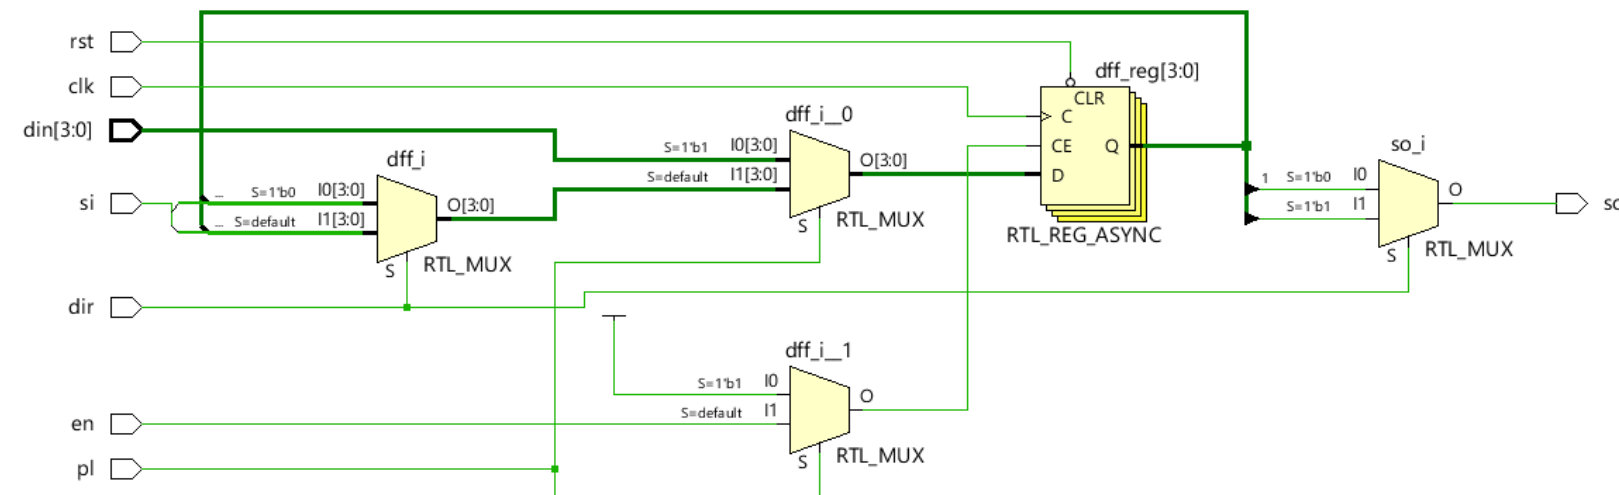 rst
dff_reg[3:0]
clk
CLR
C
din[3:0]
dff_i__0
S=1'b1 I0[3:0]
CE Q
so_i
dff_i
O[3:0]
S=default I1[3:0]
D
1 S=1'b0 I0
... S=1'b0 I0[3:0]
O
si
O[3:0]
S=1'b1 I1
so
... S=default I1[3:0]
S RTL_MUX
RTL_REG_ASYNC
S RTL_MUX
S RTL_MUX
dir
dff_i__1
S=1'b1 I0
O
S=default I1
en
S RTL_MUX
pl